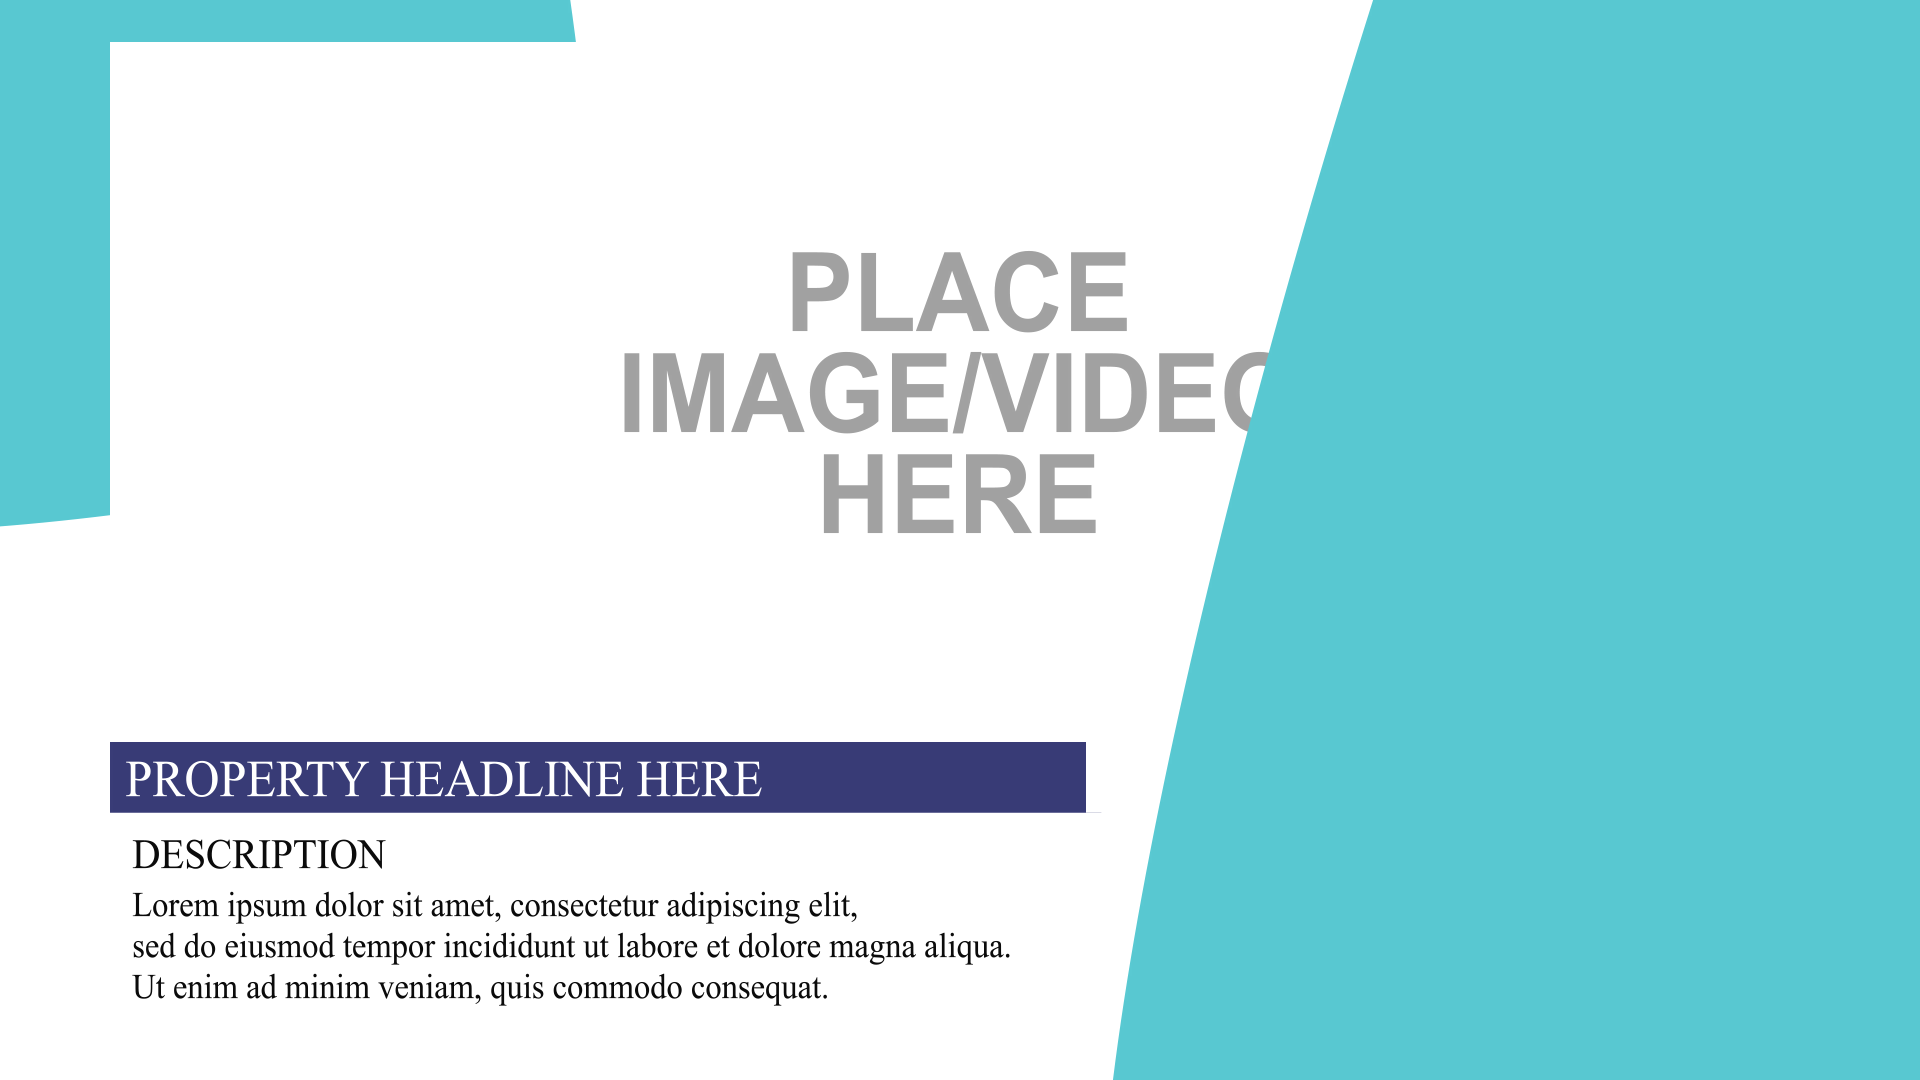 PLACE
IMAGE/VIDEO
HERE
PROPERTY HEADLINE HERE
DESCRIPTION
Lorem ipsum dolor sit amet, consectetur adipiscing elit,
sed do eiusmod tempor incididunt ut labore et dolore magna aliqua.
Ut enim ad minim veniam, quis commodo consequat.